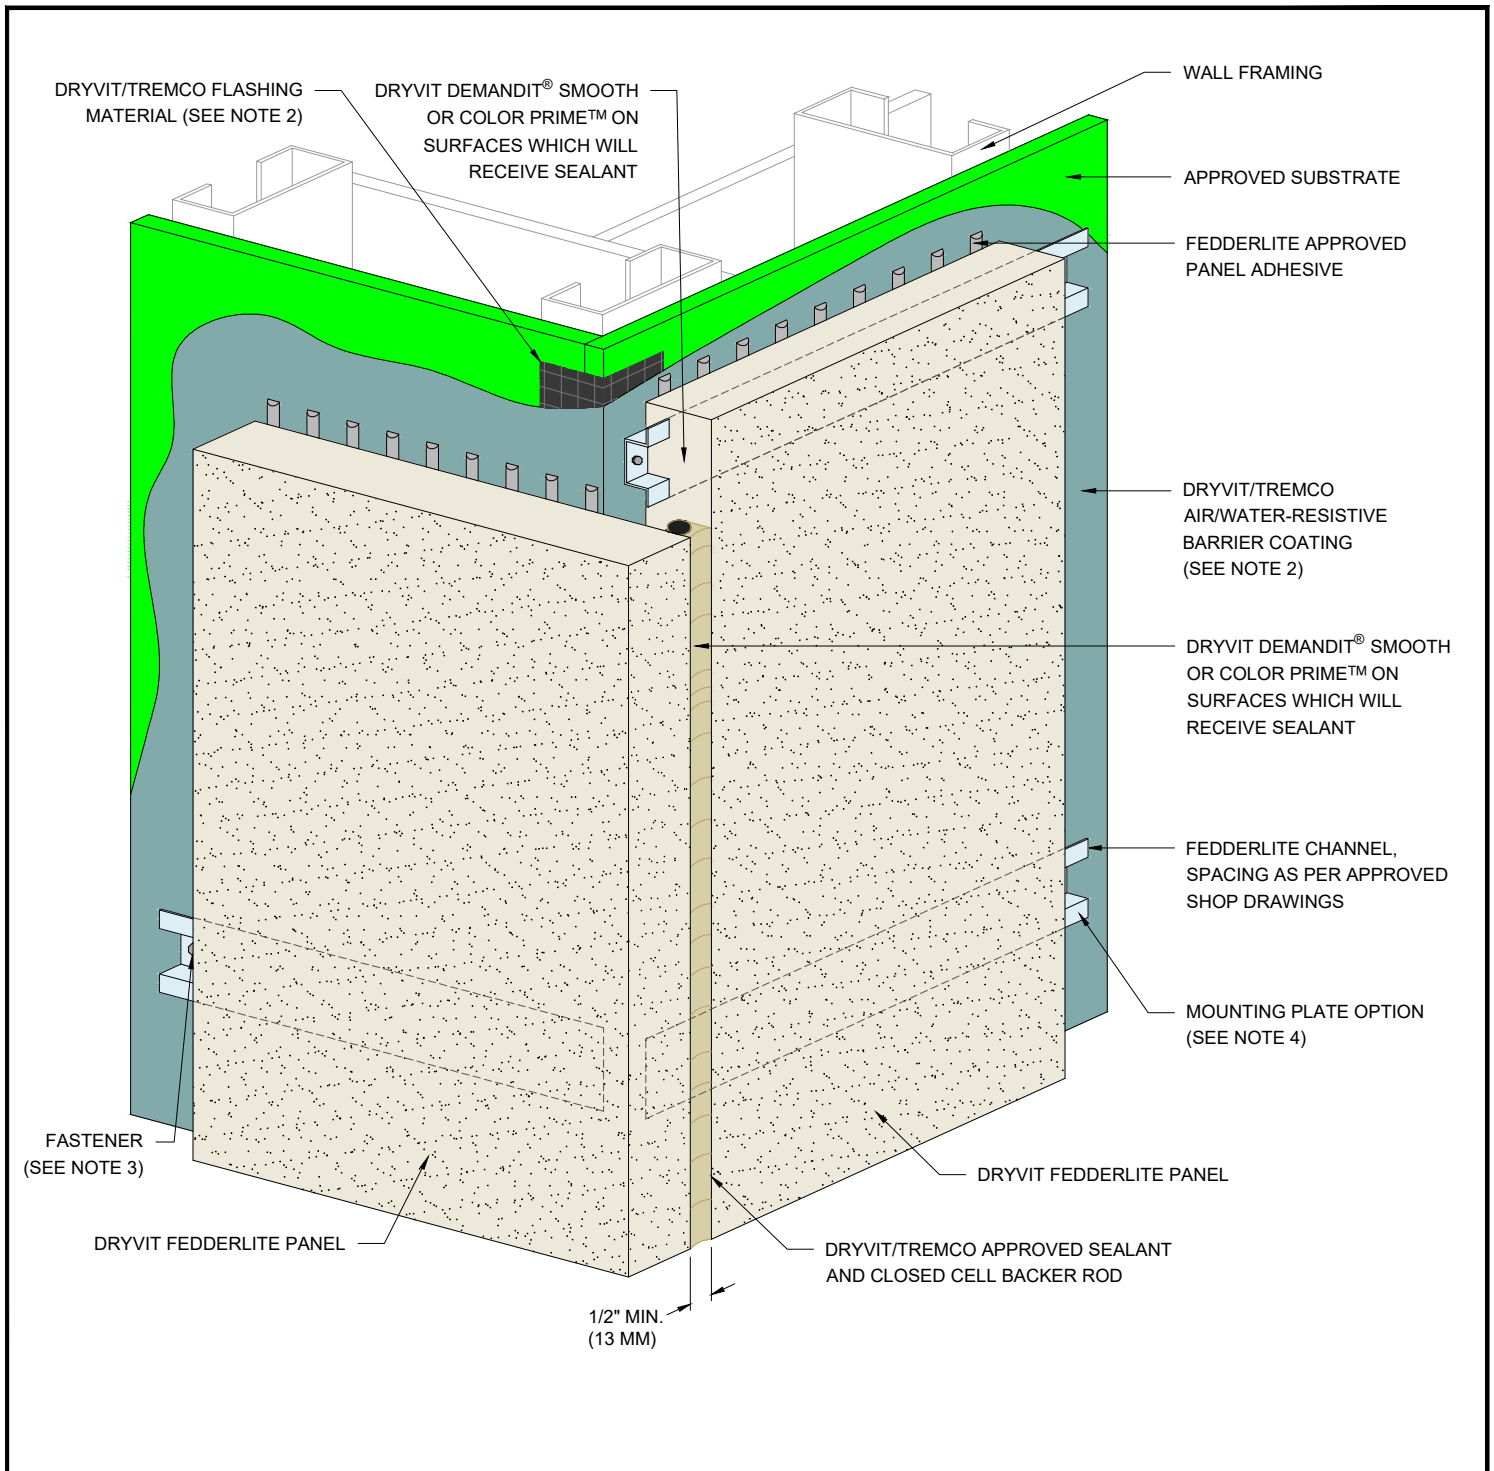 DRYVIT/TREMCO FLASHING
MATERIAL (SEE NOTE 2)
DRYVIT DEMANDIT® SMOOTH
OR COLOR PRIME™ ON
SURFACES WHICH WILL
RECEIVE SEALANT
WALL FRAMING
APPROVED SUBSTRATE
FEDDERLITE APPROVED
PANEL ADHESIVE
DRYVIT/TREMCO
AIR/WATER-RESISTIVE
BARRIER COATING
(SEE NOTE 2)
DRYVIT DEMANDIT® SMOOTH
OR COLOR PRIME™ ON
SURFACES WHICH WILL
RECEIVE SEALANT
FEDDERLITE CHANNEL,
SPACING AS PER APPROVED
SHOP DRAWINGS
MOUNTING PLATE OPTION
(SEE NOTE 4)
FASTENER
(SEE NOTE 3)
DRYVIT FEDDERLITE PANEL
DRYVIT FEDDERLITE PANEL
DRYVIT/TREMCO APPROVED SEALANT
AND CLOSED CELL BACKER ROD
1/2" MIN.
(13 MM)